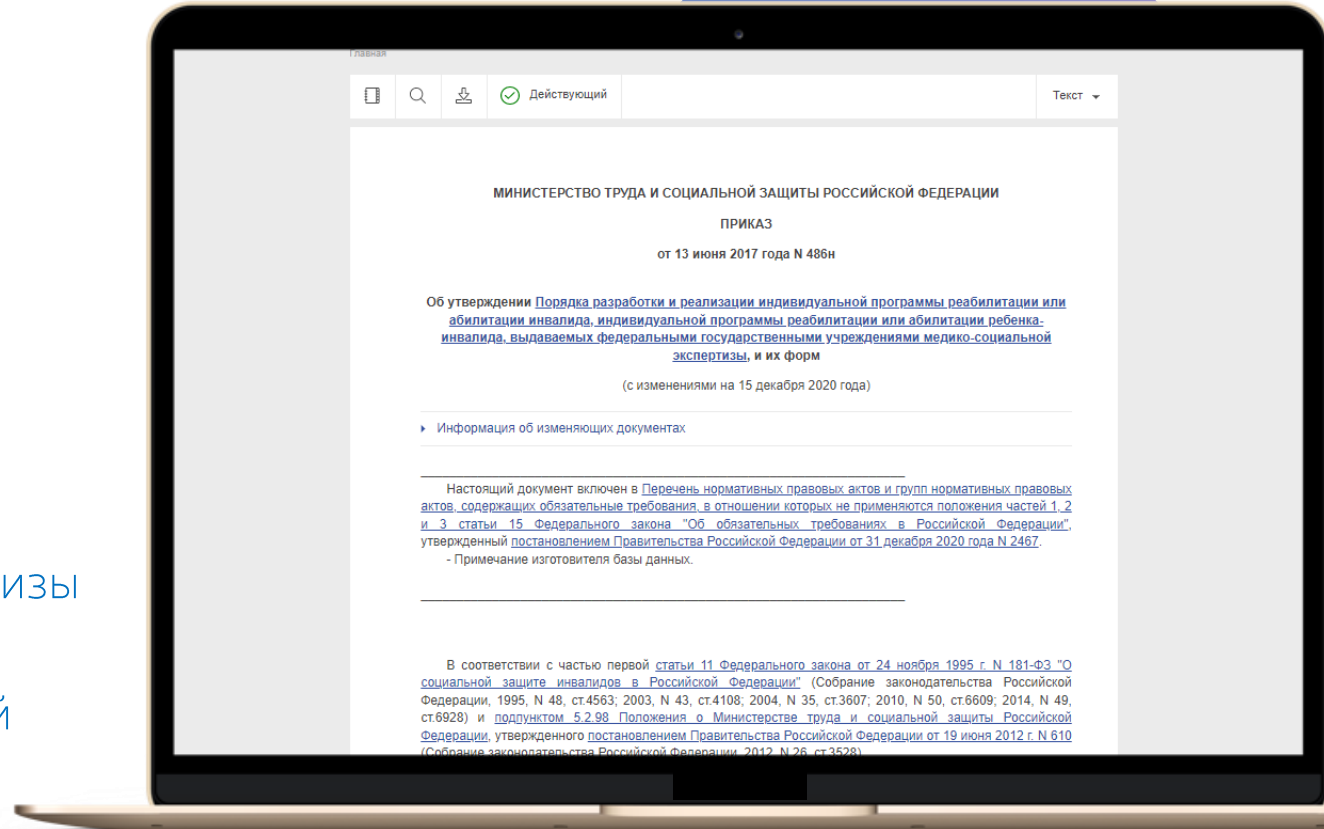 Главная
Действующий
Текст
МИНИСТЕРСТВО ТРУДА И СОЦИАЛЬНОЙ ЗАЩИТЫ РОССИЙСКОЙ ФЕДЕРАЦИИ
ПРИКАЗ
от 13 июня 2017 года N 486н
Об утверждении Порядка разработки и реализации индивидуальной программы реабилитации или
абилитации инвалида, индивидуальной программы реабилитации или абилитации ребенка-
инвалида, выдаваемых федеральными государственными учреждениями медико-социальной
экспертизы, и их форм
(с изменениями на 15 декабря 2020 года)
Информация об изменяющих документах
Настоящий документ включен в Перечень нормативных правовых актов и групп нормативных правовых
актов, содержащих обязательные требования, в отношении которых не применяются положения частей 1, 2
и 3 статьи 15 Федерального закона "Об обязательных требованиях в Российской Федерации",
утвержденный постановлением Правительства Российской Федерации от 31 декабря 2020 года N 2467.
- Примечание изготовителя базы данных.
изы
й
В соответствии с частью первой статьи 11 Федерального закона от 24 ноября 1995 г. N 181-ФЗ "О
социальной защите инвалидов в Российской Федерации" (Собрание законодательства Российской
Федерации, 1995, N 48, ст.4563; 2003, N 43, ст.4108; 2004, N 35, ст.3607; 2010, N 50, ст.6609; 2014, N 49,
ст.6928) и подпунктом 5.2.98 Положения о Министерстве труда и социальной защиты Российской
Федерации, утвержденного постановлением Правительства Российской Федерации от 19 июня 2012 г. N 610
(Собрание законодательства Российской Федерации, 2012, N 26, ст.3528)